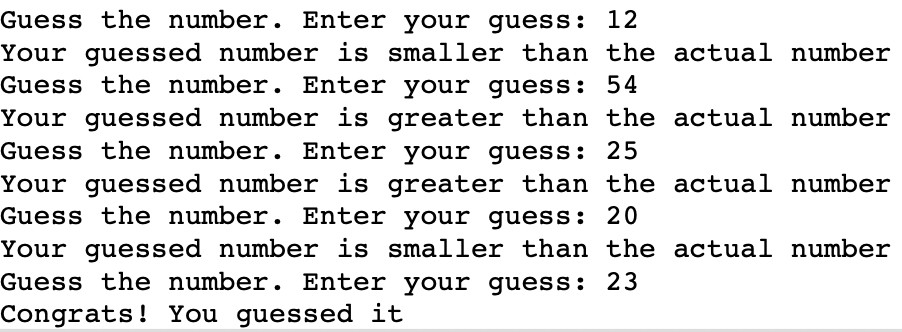 Guess the number. Enter your guess: 12
Your guessed number is smaller than the actual number
Guess the number. Enter your guess: 54
Your guessed number is greater than the actual number
Guess the number. Enter your guess: 25
Your guessed number is greater than the actual number
Guess the number. Enter your guess: 20
Your guessed number is smaller than the actual number
Guess the number. Enter your guess: 23
Congrats! You guessed it